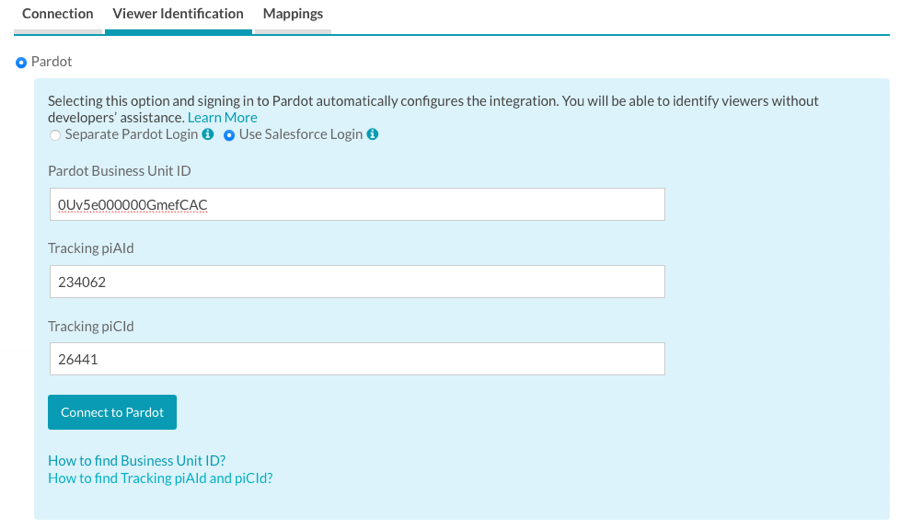 Connection Viewer Identification Mappings
Pardot
Selecting this option and signing in to Pardot automatically configures the integration. You will be able to identify viewers without
developers' assistance. Learn More
Separate Pardot Login Use Salesforce Login
Pardot Business Unit ID
0Uv5e000000GmefCAC
Tracking piAId
234062
Tracking piCId
26441
Connect to Pardot
How to find Business Unit ID?
How to find Tracking piAId and piCId?